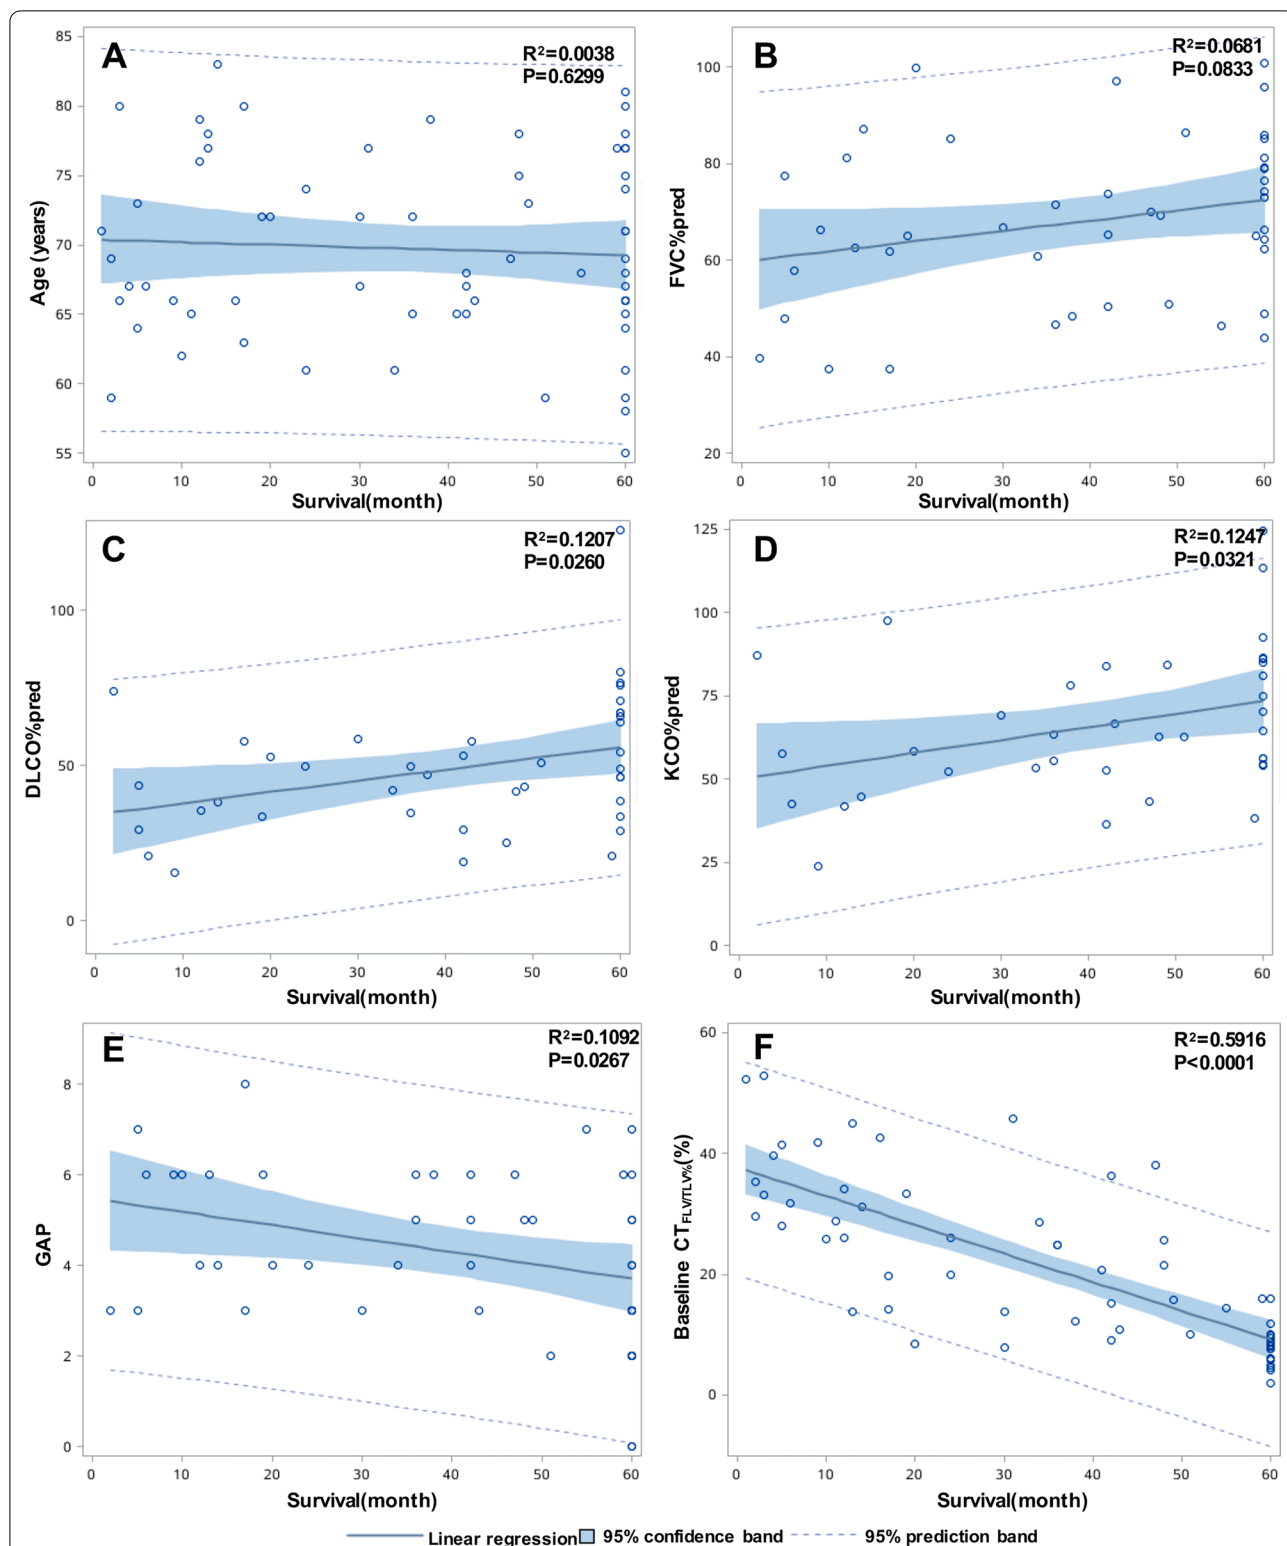 A
R²=0.0038
P=0.6299
85
80
75
70
65
60
55
Age (years)
0 10 20 30 40 50 60
Survival(month)
B
R²=0.0681
P=0.0833
100
80
60
40
20
FVC%pred
0 10 20 30 40 50 60
Survival(month)
C
R²=0.1207
P=0.0260
100
50
0
DLCO%pred
0 10 20 30 40 50 60
Survival(month)
D
R²=0.1247
P=0.0321
125
100
75
50
25
0
KCO%pred
0 10 20 30 40 50 60
Survival(month)
E
R²=0.1092
P=0.0267
8
6
4
2
0
GAP
0 10 20 30 40 50 60
Survival(month)
F
R²=0.5916
P<0.0001
60
40
20
0
Baseline CT FLV/TLV% (%)
0 10 20 30 40 50 60
Survival(month)
Linear regression 95% confidence band 95% prediction band